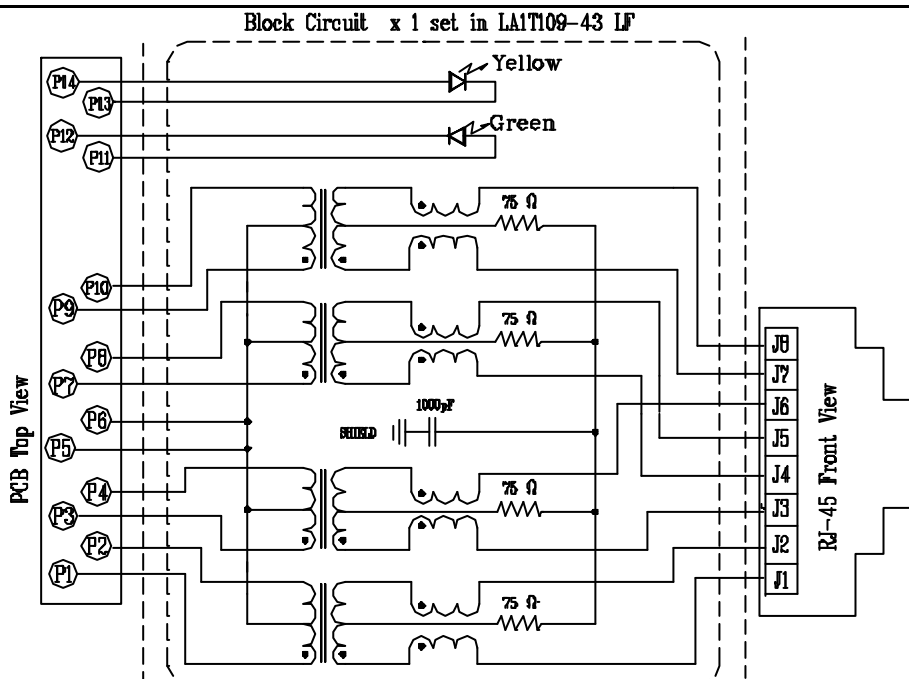 Block Circuit x 1 set in LA1T109-43 LF
P14
Yellow
P13
P12
Green
P11
75 Ω
P10
P9
75 Ω
P8
J8
P7
J7
1000pF
J6
P6
SHIELD
J5
P5
J4
P4
75 Ω
P3
J3
P2
J2
P1
J1
75 Ω
PCB Top View
RJ-45 Front View